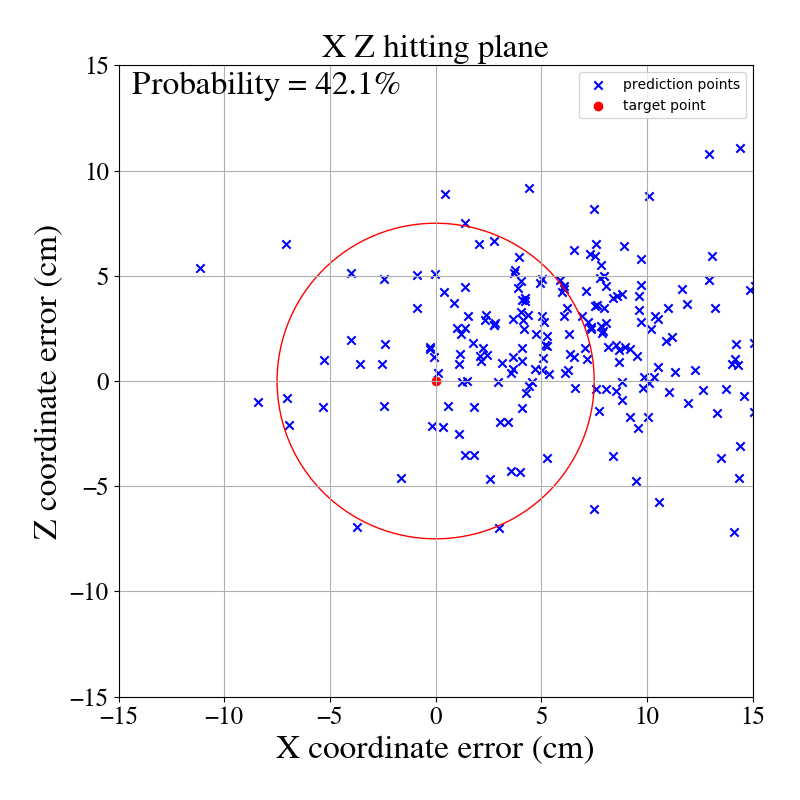 X Z hitting plane
Probability = 42.1%
prediction points
target point
Z coordinate error (cm)
15
10
5
0
−5
−10
−15
−15 −10 −5 0 5 10 15
X coordinate error (cm)